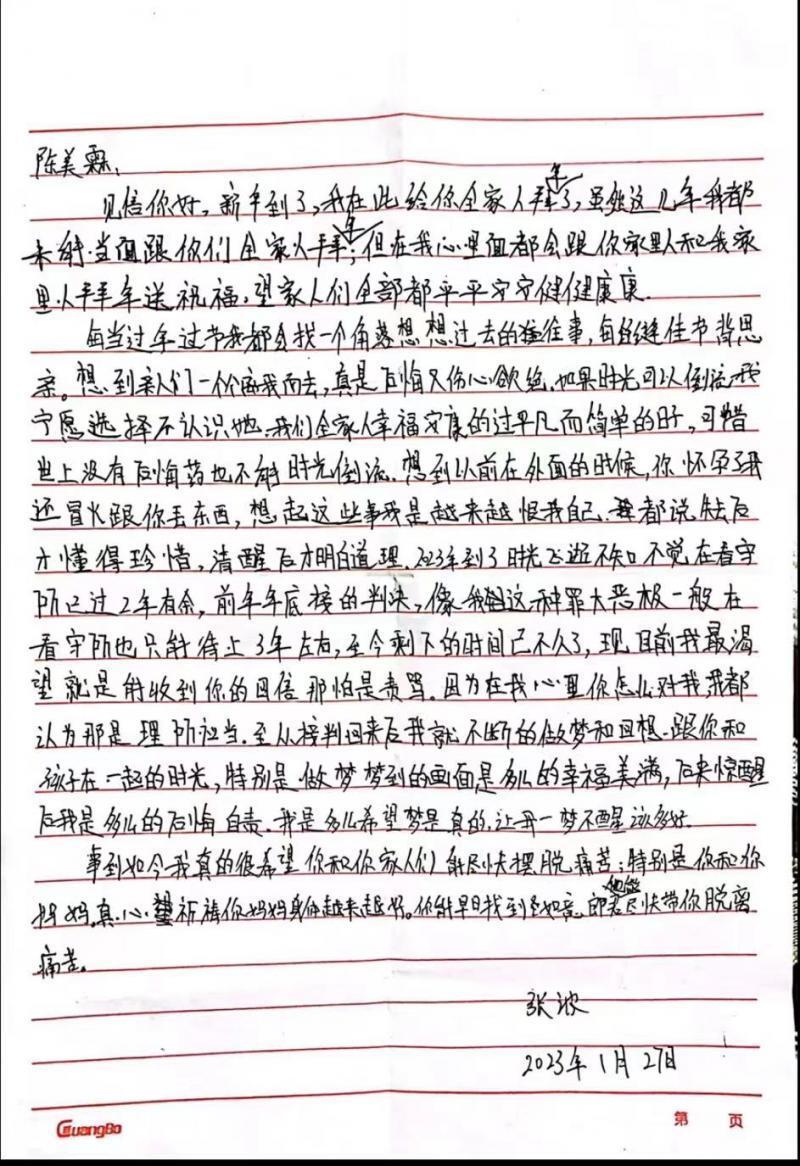 陈美霖:
见信你好,新年到了,我在此给你全家人拜年了,虽然这几年我都
未能当面跟你们全家人拜年;但在我心里面都会跟你家里人和我家
里人拜年送祝福,望家人们全部都平平安安健健康康.
每当过年过节我都会找一个角落想想过去的往事,每逢佳节倍思
亲。想到亲人们一个个离我而去,真是后悔又伤心欲绝.如果时光可以倒流我
宁愿选择不认识她.我们全家人幸福安康的过平凡而简单的日子,可惜
世上没有后悔药也不能时光倒流.想到以前在外面的时候,你怀孕了我
还冒火跟你丢东西,想起这些事我是越来越恨我自己.都说失去后
才懂得珍惜,清醒后才明白道理.2023年到了时光飞逝不知不觉在看守
所已过2年有余,前年年底接的判决,像我这种罪大恶极一般在
看守所也只能待上3年左右,至今剩下的时间已不久了,现目前我最渴
望就是能收到你的回信那怕是责骂.因为在我心里你怎么对我我都
认为那是理所应当.至从接判回来后我就不断的做梦和回想.跟你和
孩子在一起的时光,特别是做梦梦到的画面是多么的幸福美满,后来惊醒
后我是多么的后悔自责.我是多么希望梦是真的.让我一梦不醒该多好.
事到如今我真的很希望你和你家人们能尽快摆脱痛苦;特别是你和你
妈妈.真心祈祷你妈妈身体越来越好。你能早日找到如意郎君他能尽快带你脱离
痛苦。
张波
2023年1月27日
GuangBo
第 页